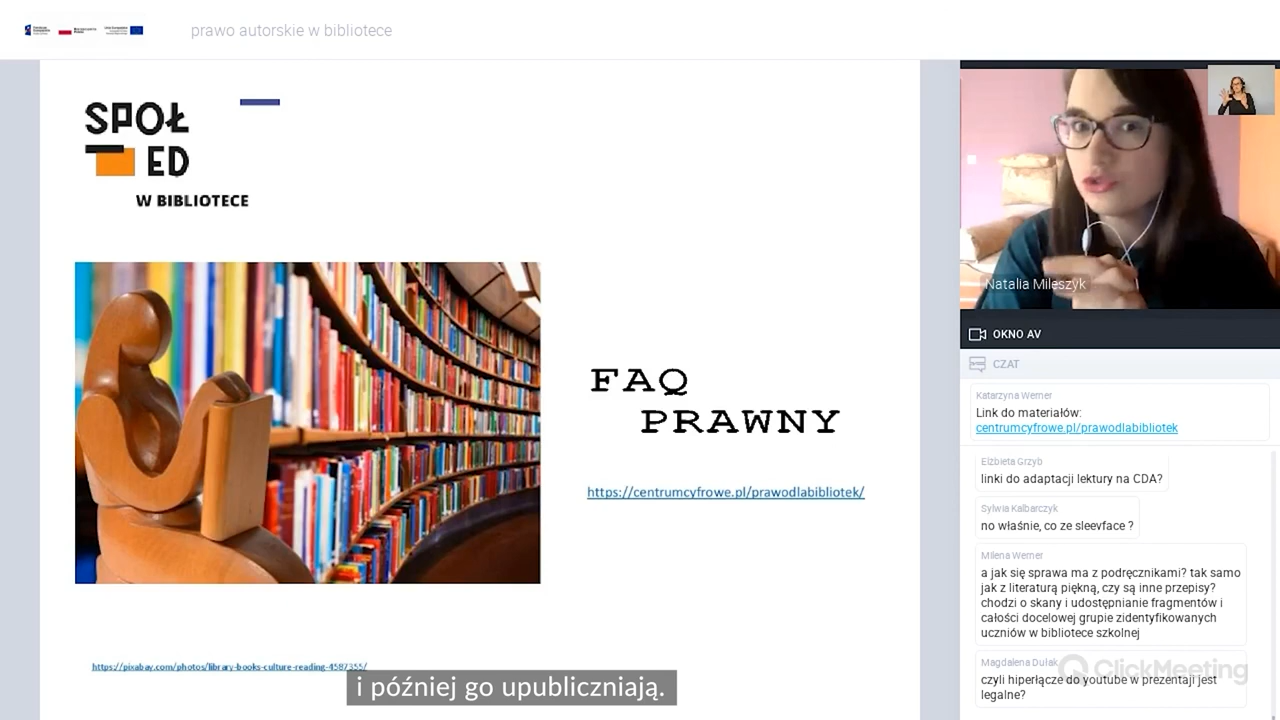 prawo autorskie w bibliotece
SPOŁ
ED
W BIBLIOTECE
FAQ
PRAWNY
https://centrumcyfrowe.pl/prawodlabibliotek/
https://pixabay.com/photos/library-books-culture-reading-4587355/
i później go upubliczniają.
Natalia Mileszyk
OKNO AV
CZAT
Katarzyna Werner
Link do materiałów:
centrumcyfrowe.pl/prawodlabibliotek
Elżbieta Grzyb
linki do adaptacji lektury na CDA?
Sylwia Kalbarczyk
no właśnie, co ze sleevface ?
Milena Werner
a jak się sprawa ma z podręcznikami? tak samo
jak z literaturą piękną, czy są inne przepisy?
chodzi o skany i udostępnianie fragmentów i
całości docelowej grupie zidentyfikowanych
uczniów w bibliotece szkolnej
Magdalena Dułak
ClickMeeting
czyli hiperłącze do youtube w prezentaji jest
legalne?